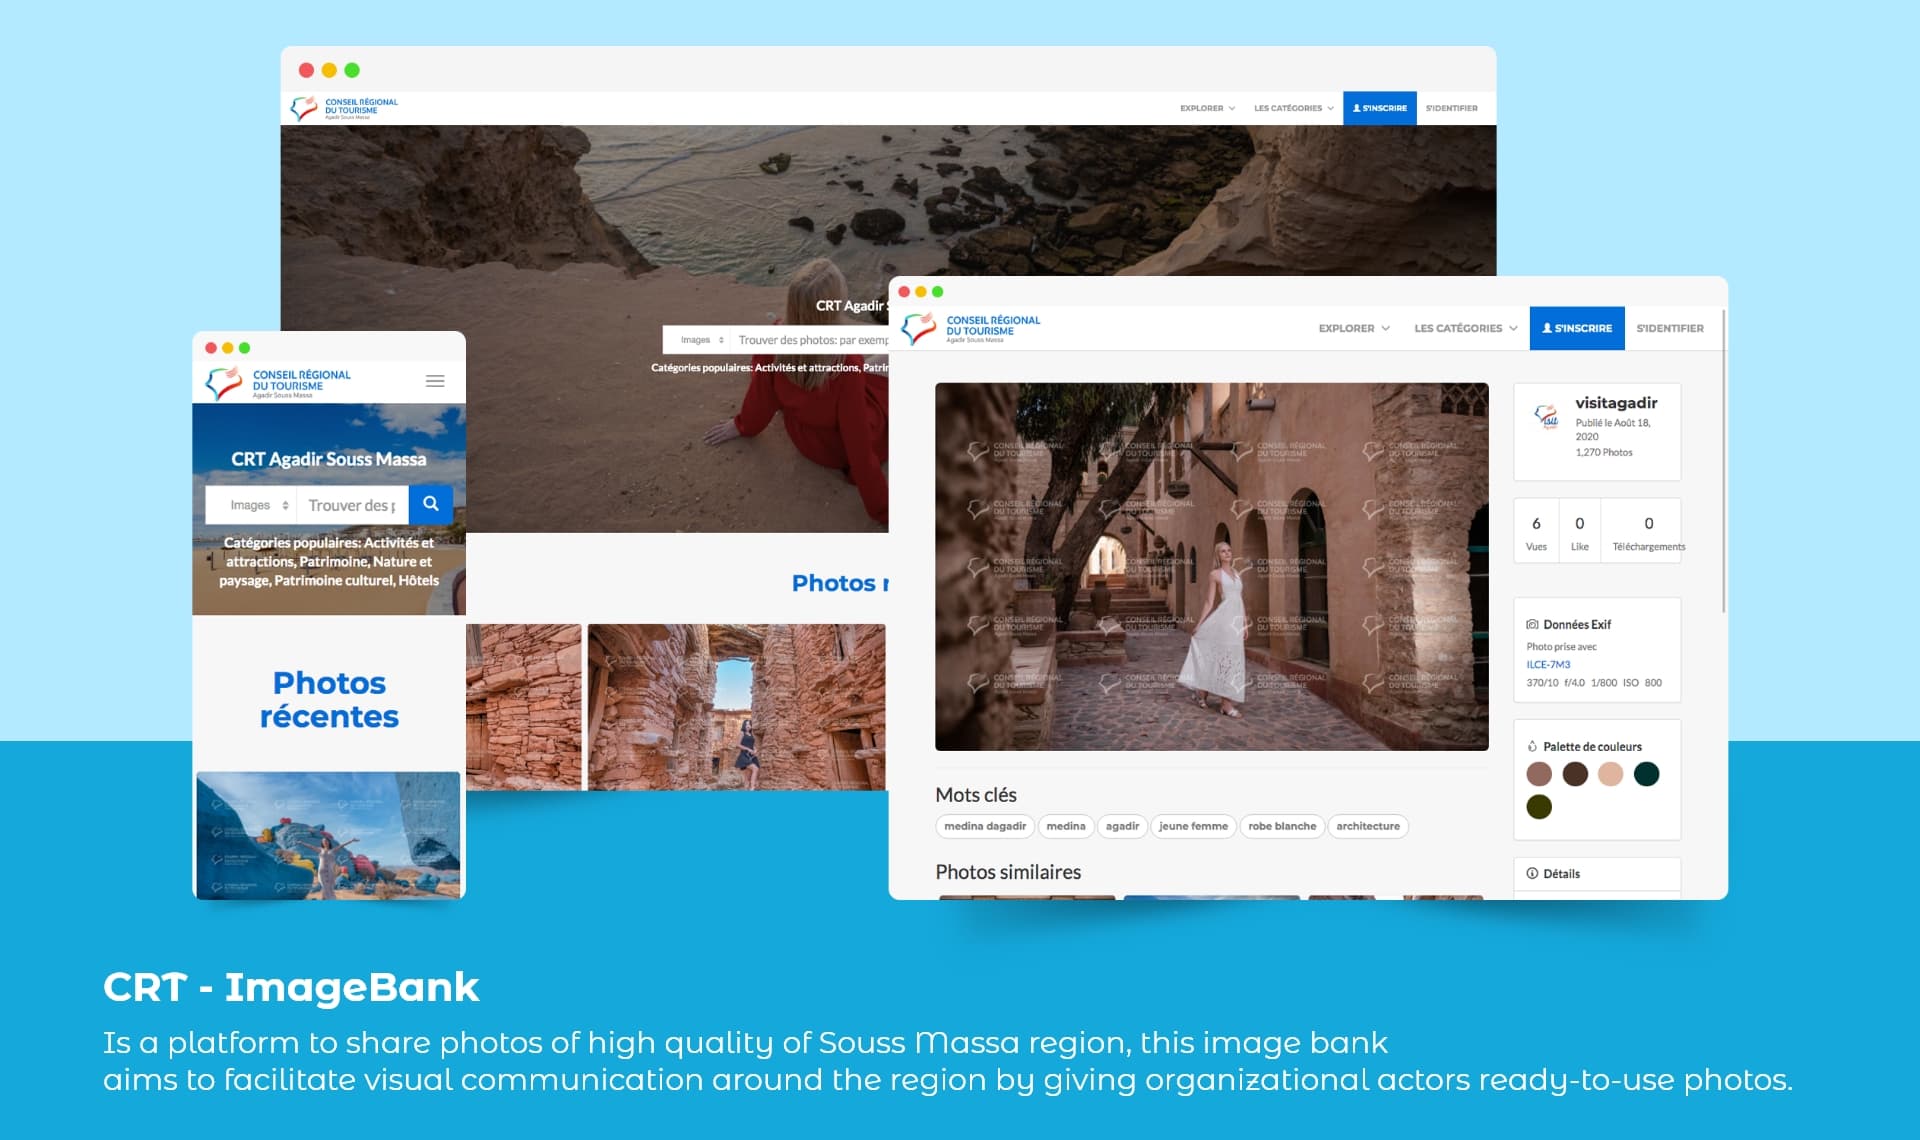 CONSEIL RÉGIONAL
DU TOURISME
Agadir Souss Massa
EXPLORER
LES CATÉGORIES
S'INSCRIRE
S'IDENTIFIER
CRT Agadir S
Images
Trouver des photos: par exemp
Catégories populaires: Activités et attractions, Patrim
Photos r
CONSEIL RÉGIONAL
DU TOURISME
Agadir Souss Massa
CRT Agadir Souss Massa
Images
Trouver des p
Catégories populaires: Activités et
attractions, Patrimoine, Nature et
paysage, Patrimoine culturel, Hôtels
Photos
récentes
CONSEIL RÉGIONAL
DU TOURISME
Agadir Souss Massa
EXPLORER
LES CATÉGORIES
S'INSCRIRE
S'IDENTIFIER
CONSEIL RÉGIONAL
DU TOURISME
visitagadir
Publié le Août 18,
2020
1,270 Photos
6
Vues
0
Like
0
Téléchargements
Données Exif
Photo prise avec
ILCE-7M3
370/10 f/4.0 1/800 ISO 800
Palette de couleurs
Détails
Mots clés
medina dagadir
medina
agadir
jeune femme
robe blanche
architecture
Photos similaires
CRT - ImageBank
Is a platform to share photos of high quality of Souss Massa region, this image bank
aims to facilitate visual communication around the region by giving organizational actors ready-to-use photos.